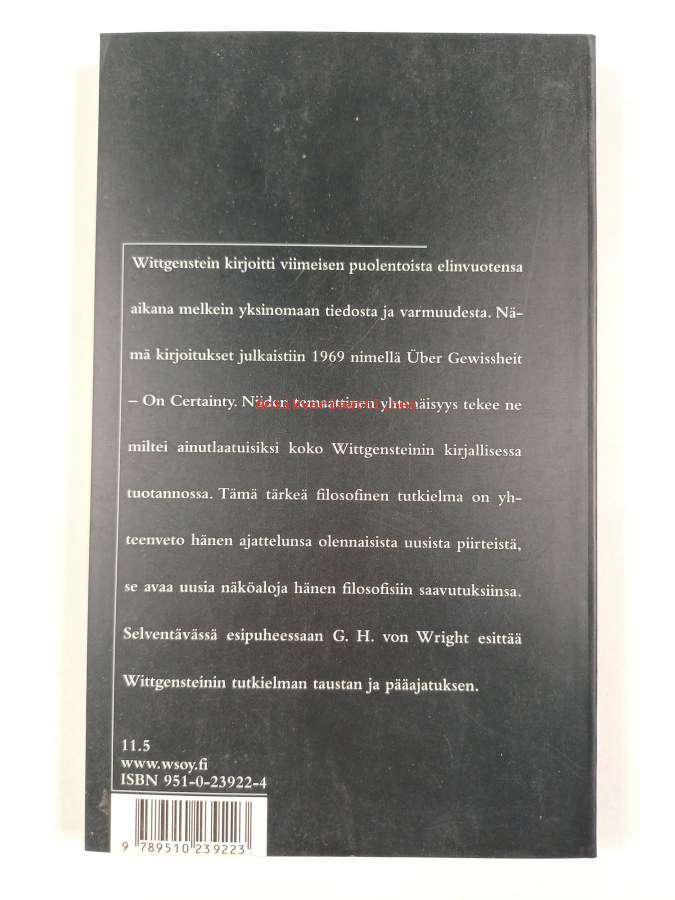 Wittgenstein kirjoitti viimeisen puolentoista elinvuotensa
aikana melkein yksinomaan tiedosta ja varmuudesta. Nä-
mä kirjoitukset julkaistiin 1969 nimellä Über Gewissheit
– On Certainty. Niiden temaattinen yhtenäisyys tekee ne
miltei ainutlaatuisiksi koko Wittgensteinin kirjallisessa
tuotannossa. Tämä tärkeä filosofinen tutkielma on yh-
teenveto hänen ajattelunsa olennaisista uusista piirteistä,
se avaa uusia näköaloja hänen filosofisiin saavutuksiinsa.
Selventävässä esipuheessaan G. H. von Wright esittää
Wittgensteinin tutkielman taustan ja pääajatuksen.
11.5
www.wsoy.fi
ISBN 951-0-23922-4
9 789510 239223